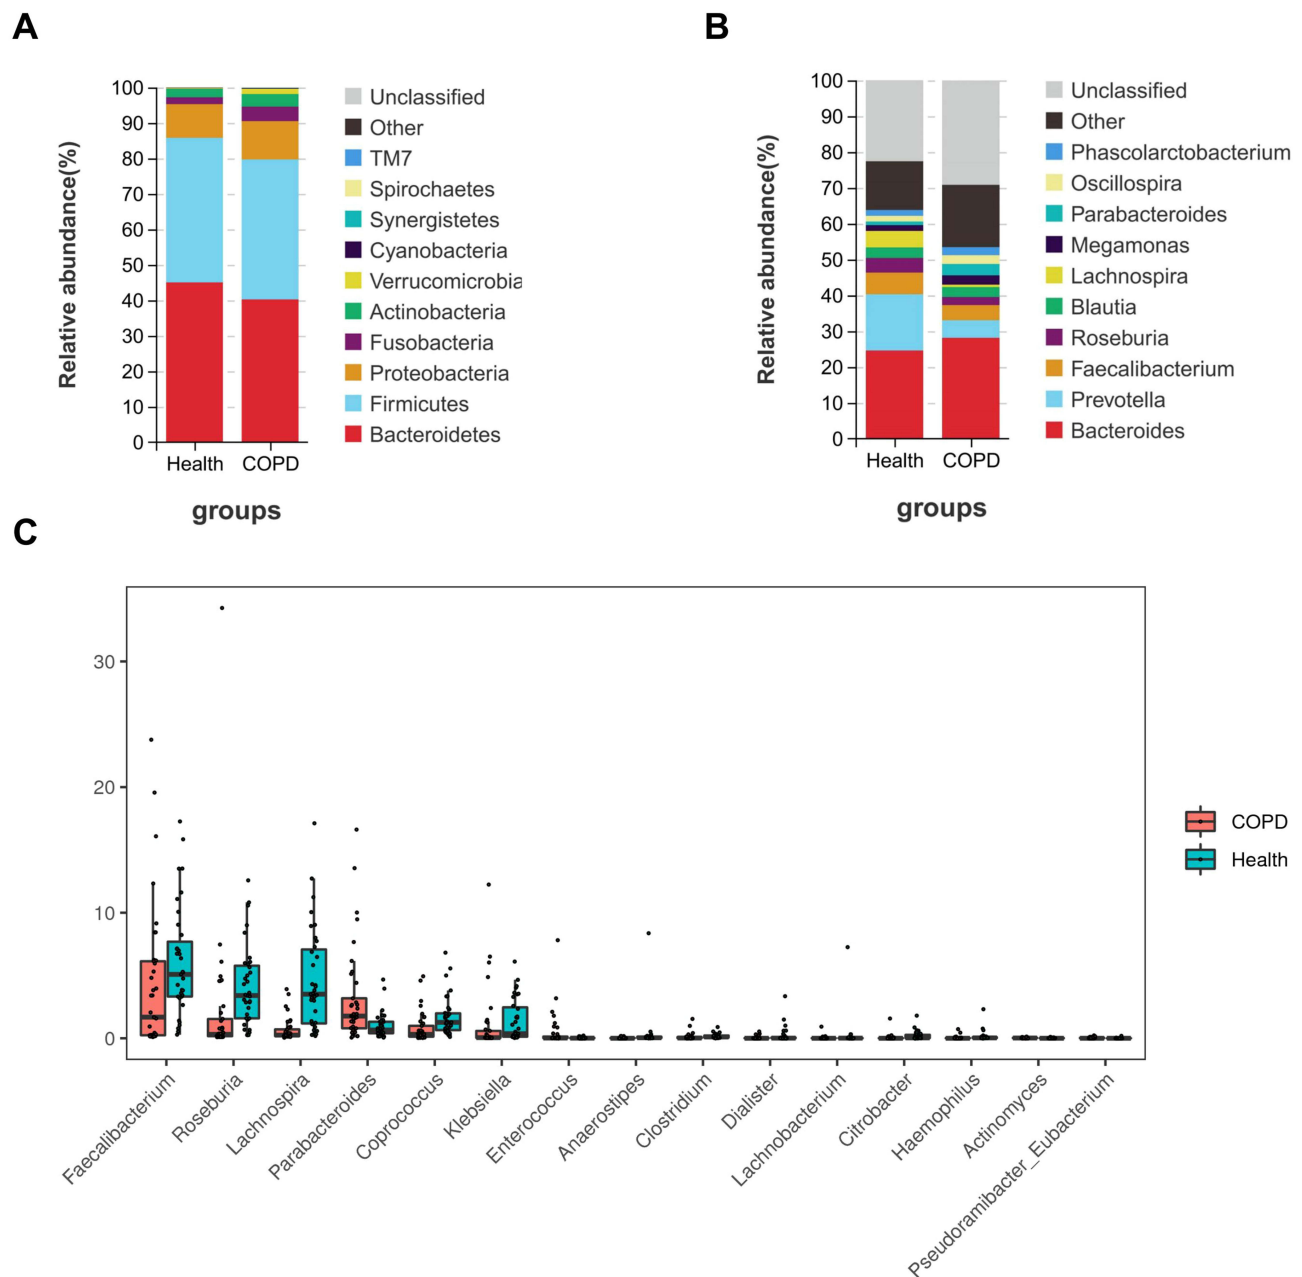 A
Relative abundance(%)
100
90
80
70
60
50
40
30
20
10
0
Health COPD
groups
Unclassified
Other
TM7
Spirochaetes
Synergistetes
Cyanobacteria
Verrucomicrobia
Actinobacteria
Fusobacteria
Proteobacteria
Firmicutes
Bacteroidetes
B
Relative abundance(%)
100
90
80
70
60
50
40
30
20
10
0
Health COPD
groups
Unclassified
Other
Phascolarctobacterium
Oscillospira
Parabacteroides
Megamonas
Lachnospira
Blautia
Roseburia
Faecalibacterium
Prevotella
Bacteroides
C
30
20
10
0
Faecalibacterium
Roseburia
Lachnospira
Parabacteroides
Coprococcus
Klebsiella
Enterococcus
Anaerostipes
Clostridium
Dialister
Lachnobacterium
Citrobacter
Haemophilus
Actinomyces
Pseudoramibacter_Eubacterium
COPD
Health